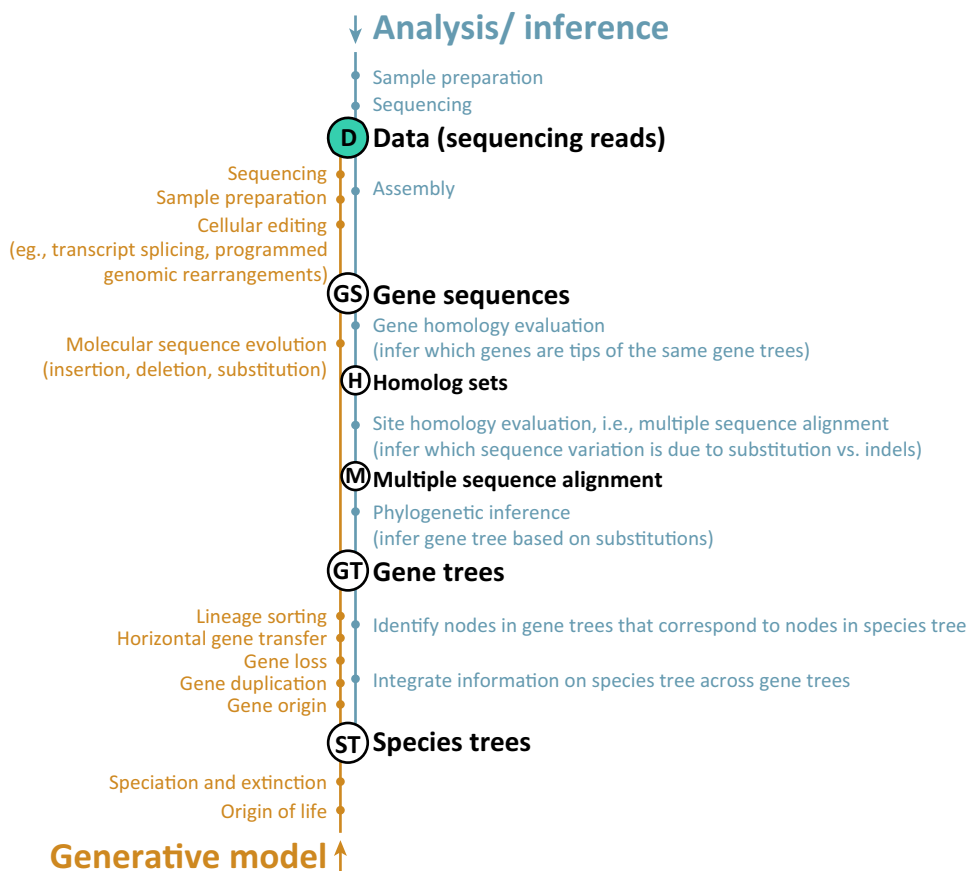 Analysis/ inference
Sample preparation
Sequencing
D Data (sequencing reads)
Sequencing
Sample preparation
Assembly
Cellular editing
(eg., transcript splicing, programmed
genomic rearrangements)
GS Gene sequences
Gene homology evaluation
(infer which genes are tips of the same gene trees)
Molecular sequence evolution
(insertion, deletion, substitution)
H Homolog sets
Site homology evaluation, i.e., multiple sequence alignment
(infer which sequence variation is due to substitution vs. indels)
M Multiple sequence alignment
Phylogenetic inference
(infer gene tree based on substitutions)
GT Gene trees
Lineage sorting
Horizontal gene transfer
Gene loss
Gene duplication
Gene origin
Identify nodes in gene trees that correspond to nodes in species tree
Integrate information on species tree across gene trees
ST Species trees
Speciation and extinction
Origin of life
Generative model